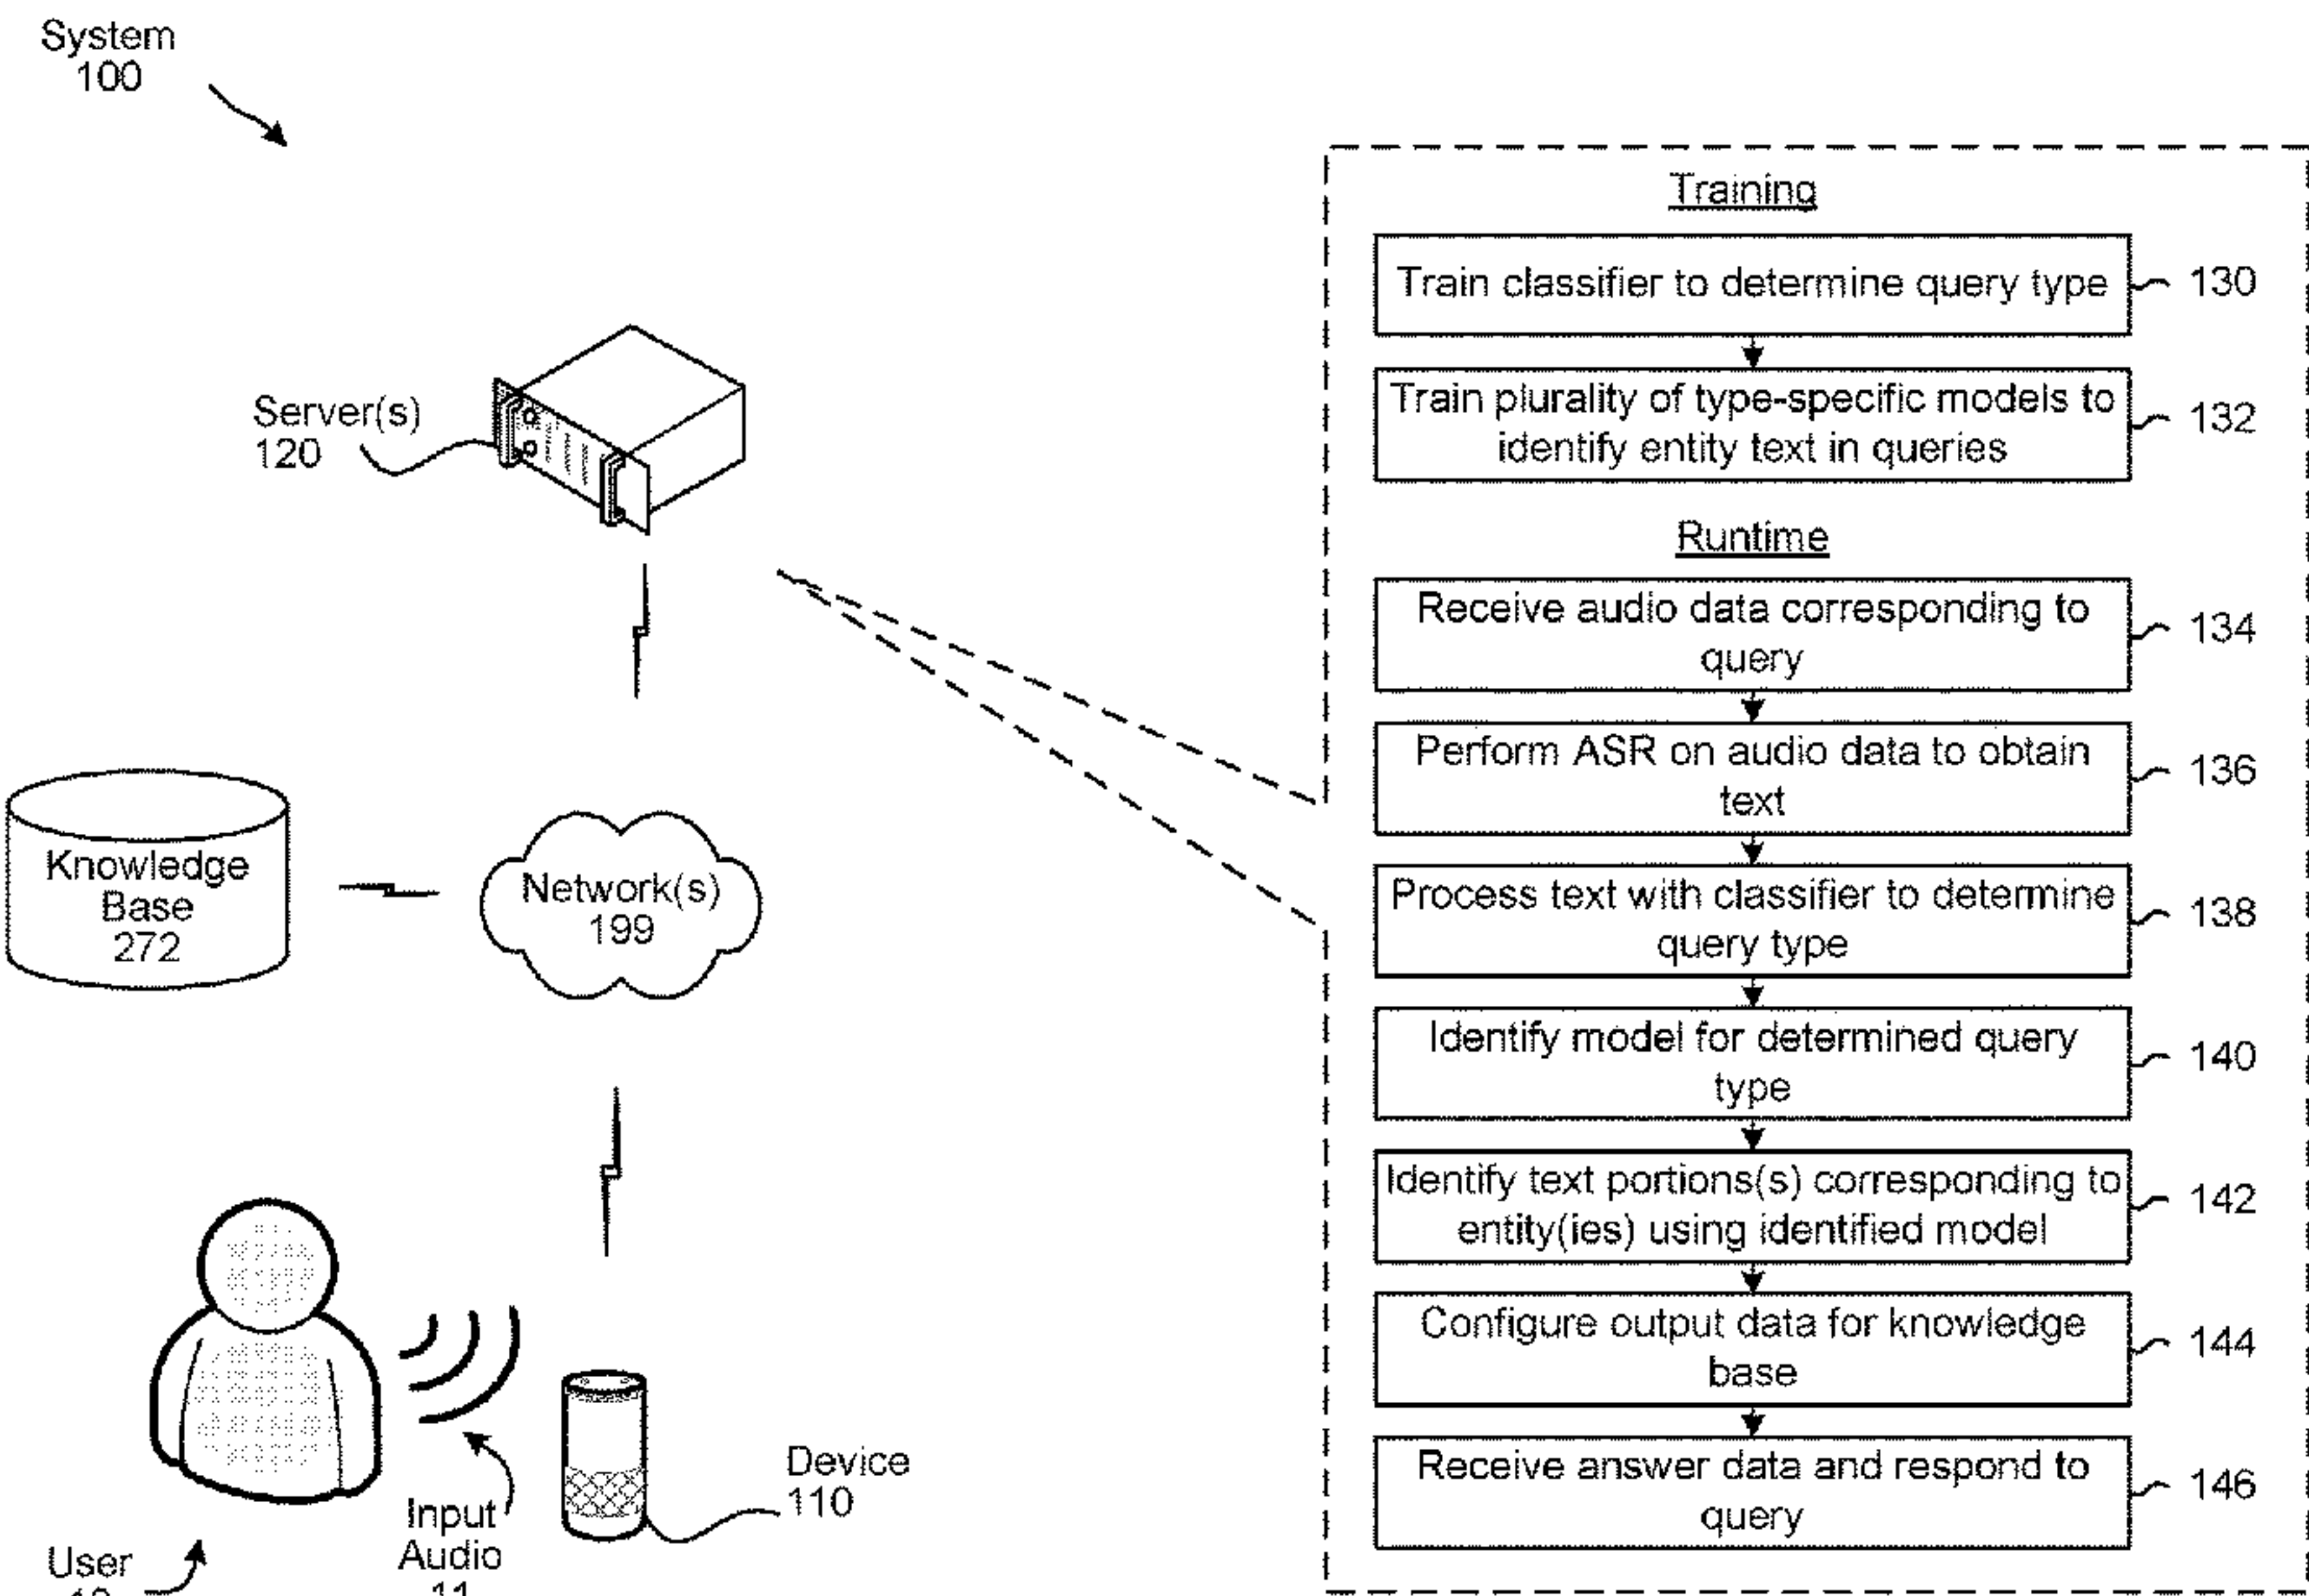 System
100
Server(s)
120
Knowledge
Base
272
Network(s)
199
Device
110
Input
Audio
11
User
Training
Train classifier to determine query type
130
Train plurality of type-specific models to
identify entity text in queries
132
Runtime
Receive audio data corresponding to
query
134
Perform ASR on audio data to obtain
text
136
Process text with classifier to determine
query type
138
Identify model for determined query
type
140
Identify text portions(s) corresponding to
entity(ies) using identified model
142
Configure output data for knowledge
base
144
Receive answer data and respond to
query
146